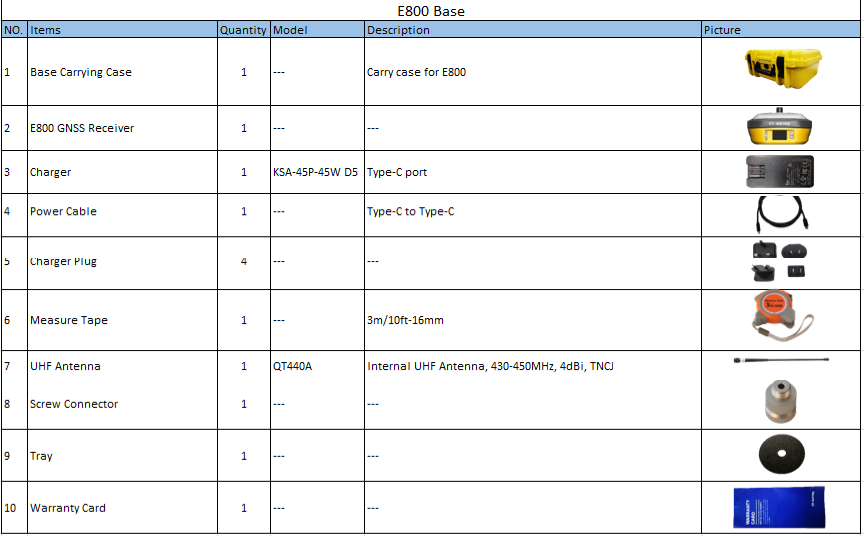 E800 Base
NO. Items Quantity Model Description Picture
1 Base Carrying Case 1 --- Carry case for E800
2 E800 GNSS Receiver 1 --- ---
3 Charger 1 KSA-45P-45W D5 Type-C port
4 Power Cable 1 --- Type-C to Type-C
5 Charger Plug 4 --- ---
6 Measure Tape 1 --- 3m/10ft-16mm
7 UHF Antenna 1 QT440A Internal UHF Antenna, 430-450MHz, 4dBi, TNCJ
8 Screw Connector 1 --- ---
9 Tray 1 --- ---
10 Warranty Card 1 --- ---
WARRANTY
CARD